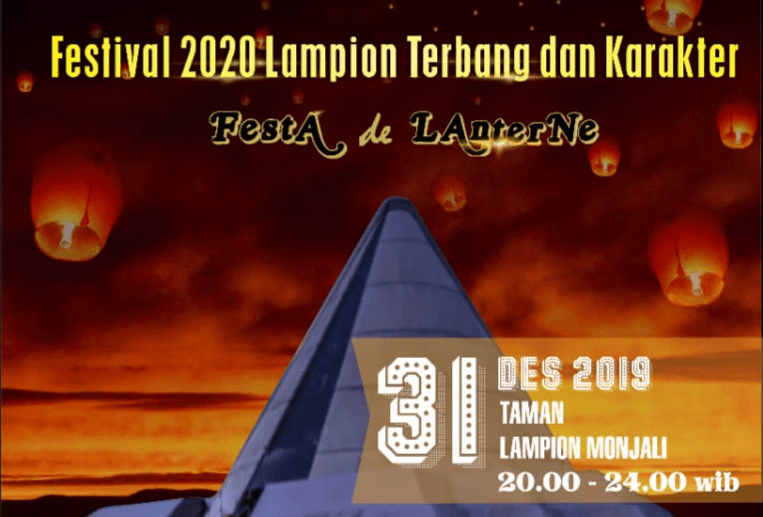 Festival 2020 Lampion Terbang dan Karakter
FestA de LAnterNe
31
DES 2019
TAMAN
LAMPION MONJALI
20.00 - 24.00 wib